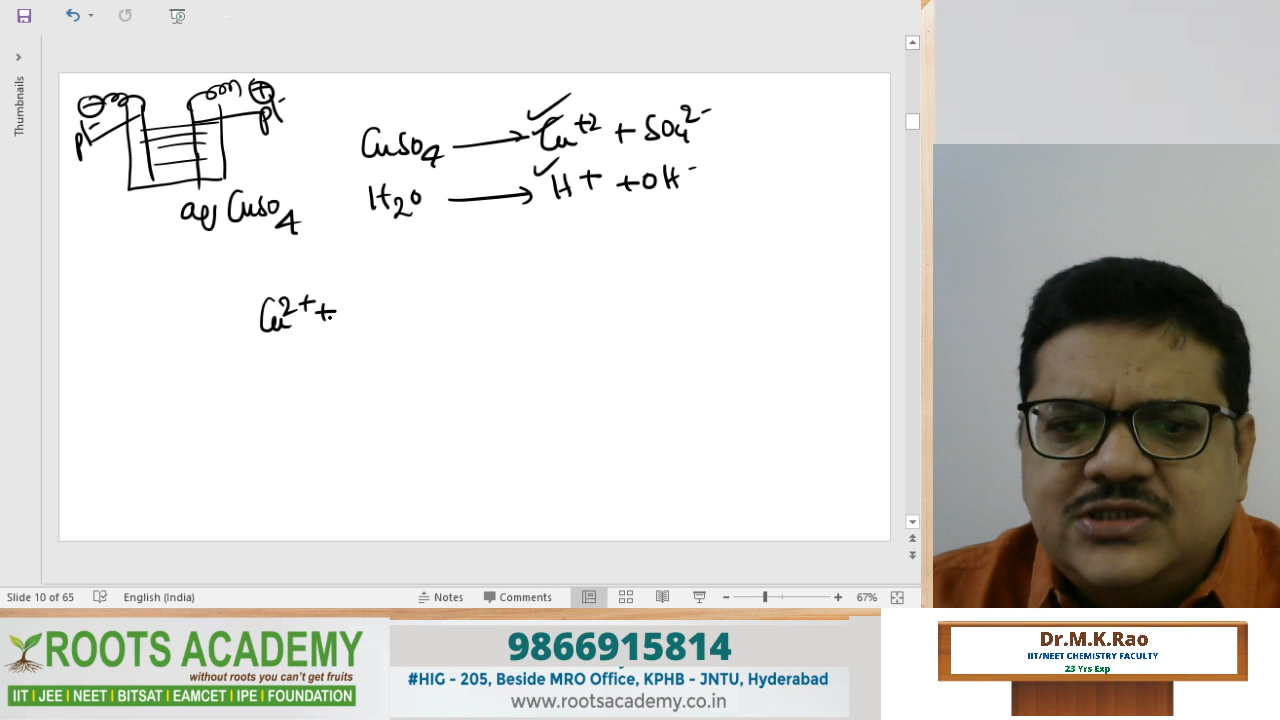 Thumbnails
⊖
⊕
pt
pt
aq CuSO4
CuSO4 → Cu+2 + SO4 2-
H2O → H+ + OH-
Cu2+ +
Slide 10 of 65
English (India)
Notes
Comments
67%
ROOTS ACADEMY
without roots you can't get fruits
IIT I JEE I NEET I BITSAT I EAMCET I IPE I FOUNDATION
9866915814
#HIG - 205, Beside MRO Office, KPHB - JNTU, Hyderabad
www.rootsacademy.co.in
Dr.M.K.Rao
IIT/NEET CHEMISTRY FACULTY
23 Yrs Exp